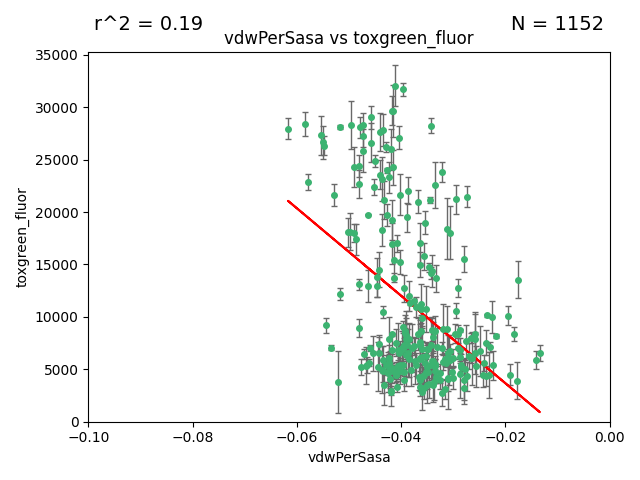 r^2 = 0.19
N = 1152
vdwPerSasa vs toxgreen_fluor
35000
30000
25000
20000
15000
10000
5000
0
toxgreen_fluor
−0.10
−0.08
−0.06
−0.04
−0.02
0.00
vdwPerSasa